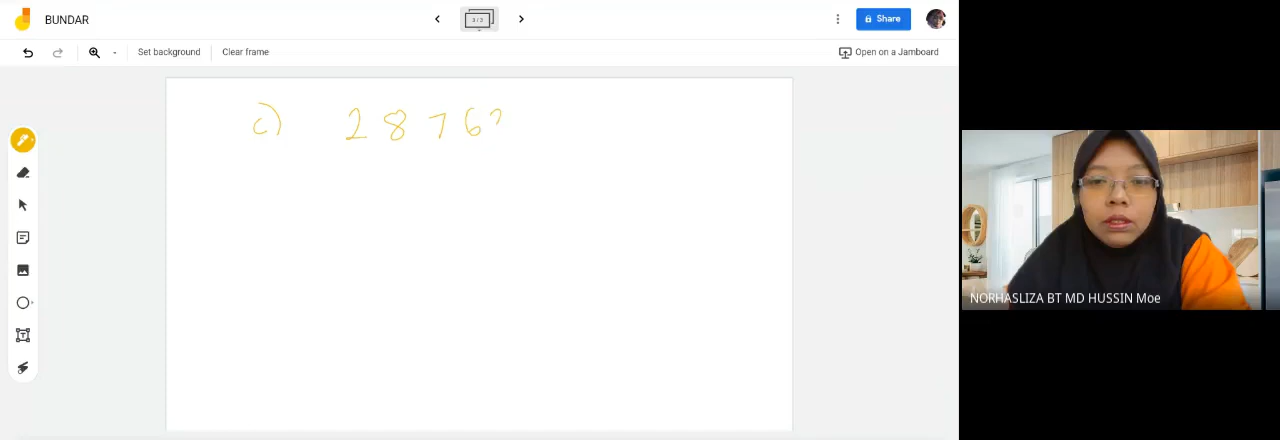 BUNDAR
Share
Set background
Clear frame
Open on a Jamboard
c) 2 8 7 6
NORHASLIZA BT MD HUSSIN Moe